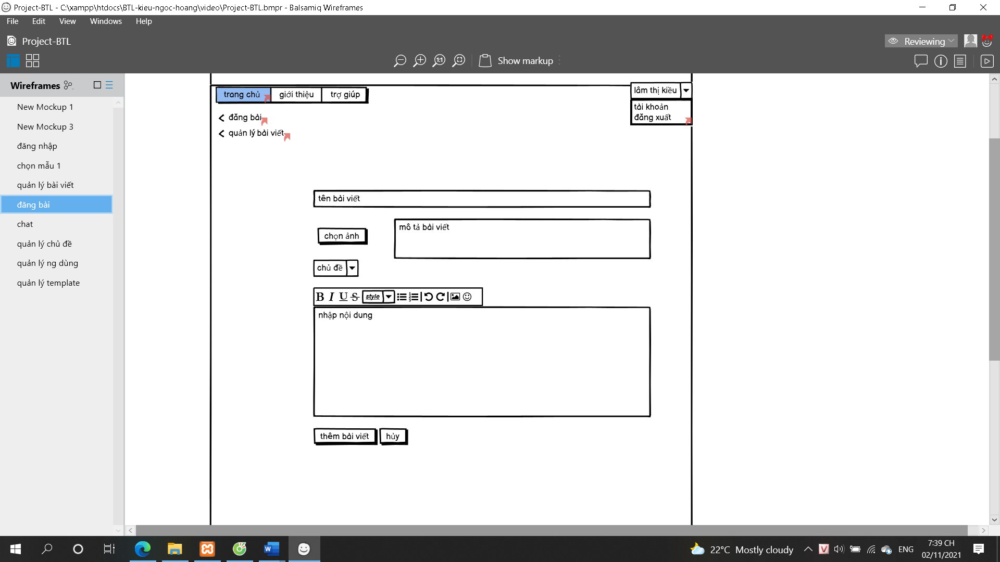 Project-BTL - C:\xampp\htdocs\BTL-kieu-ngoc-hoang\video\Project-BTL.bmpr - Balsamiq Wireframes
File Edit View Windows Help
Project-BTL
Reviewing
1:1
Show markup
Wireframes
New Mockup 1
New Mockup 3
đăng nhập
chọn mẫu 1
quản lý bài viết
đăng bài
chat
quản lý chủ đề
quản lý ng dùng
quản lý template
trang chủ giới thiệu trợ giúp
lâm thị kiều
tài khoản
đăng xuất
đăng bài
quản lý bài viết
tên bài viết
chọn ảnh
mô tả bài viết
chủ đề
B I U S style
nhập nội dung
thêm bài viết hủy
22°C Mostly cloudy
ENG
7:39 CH
02/11/2021